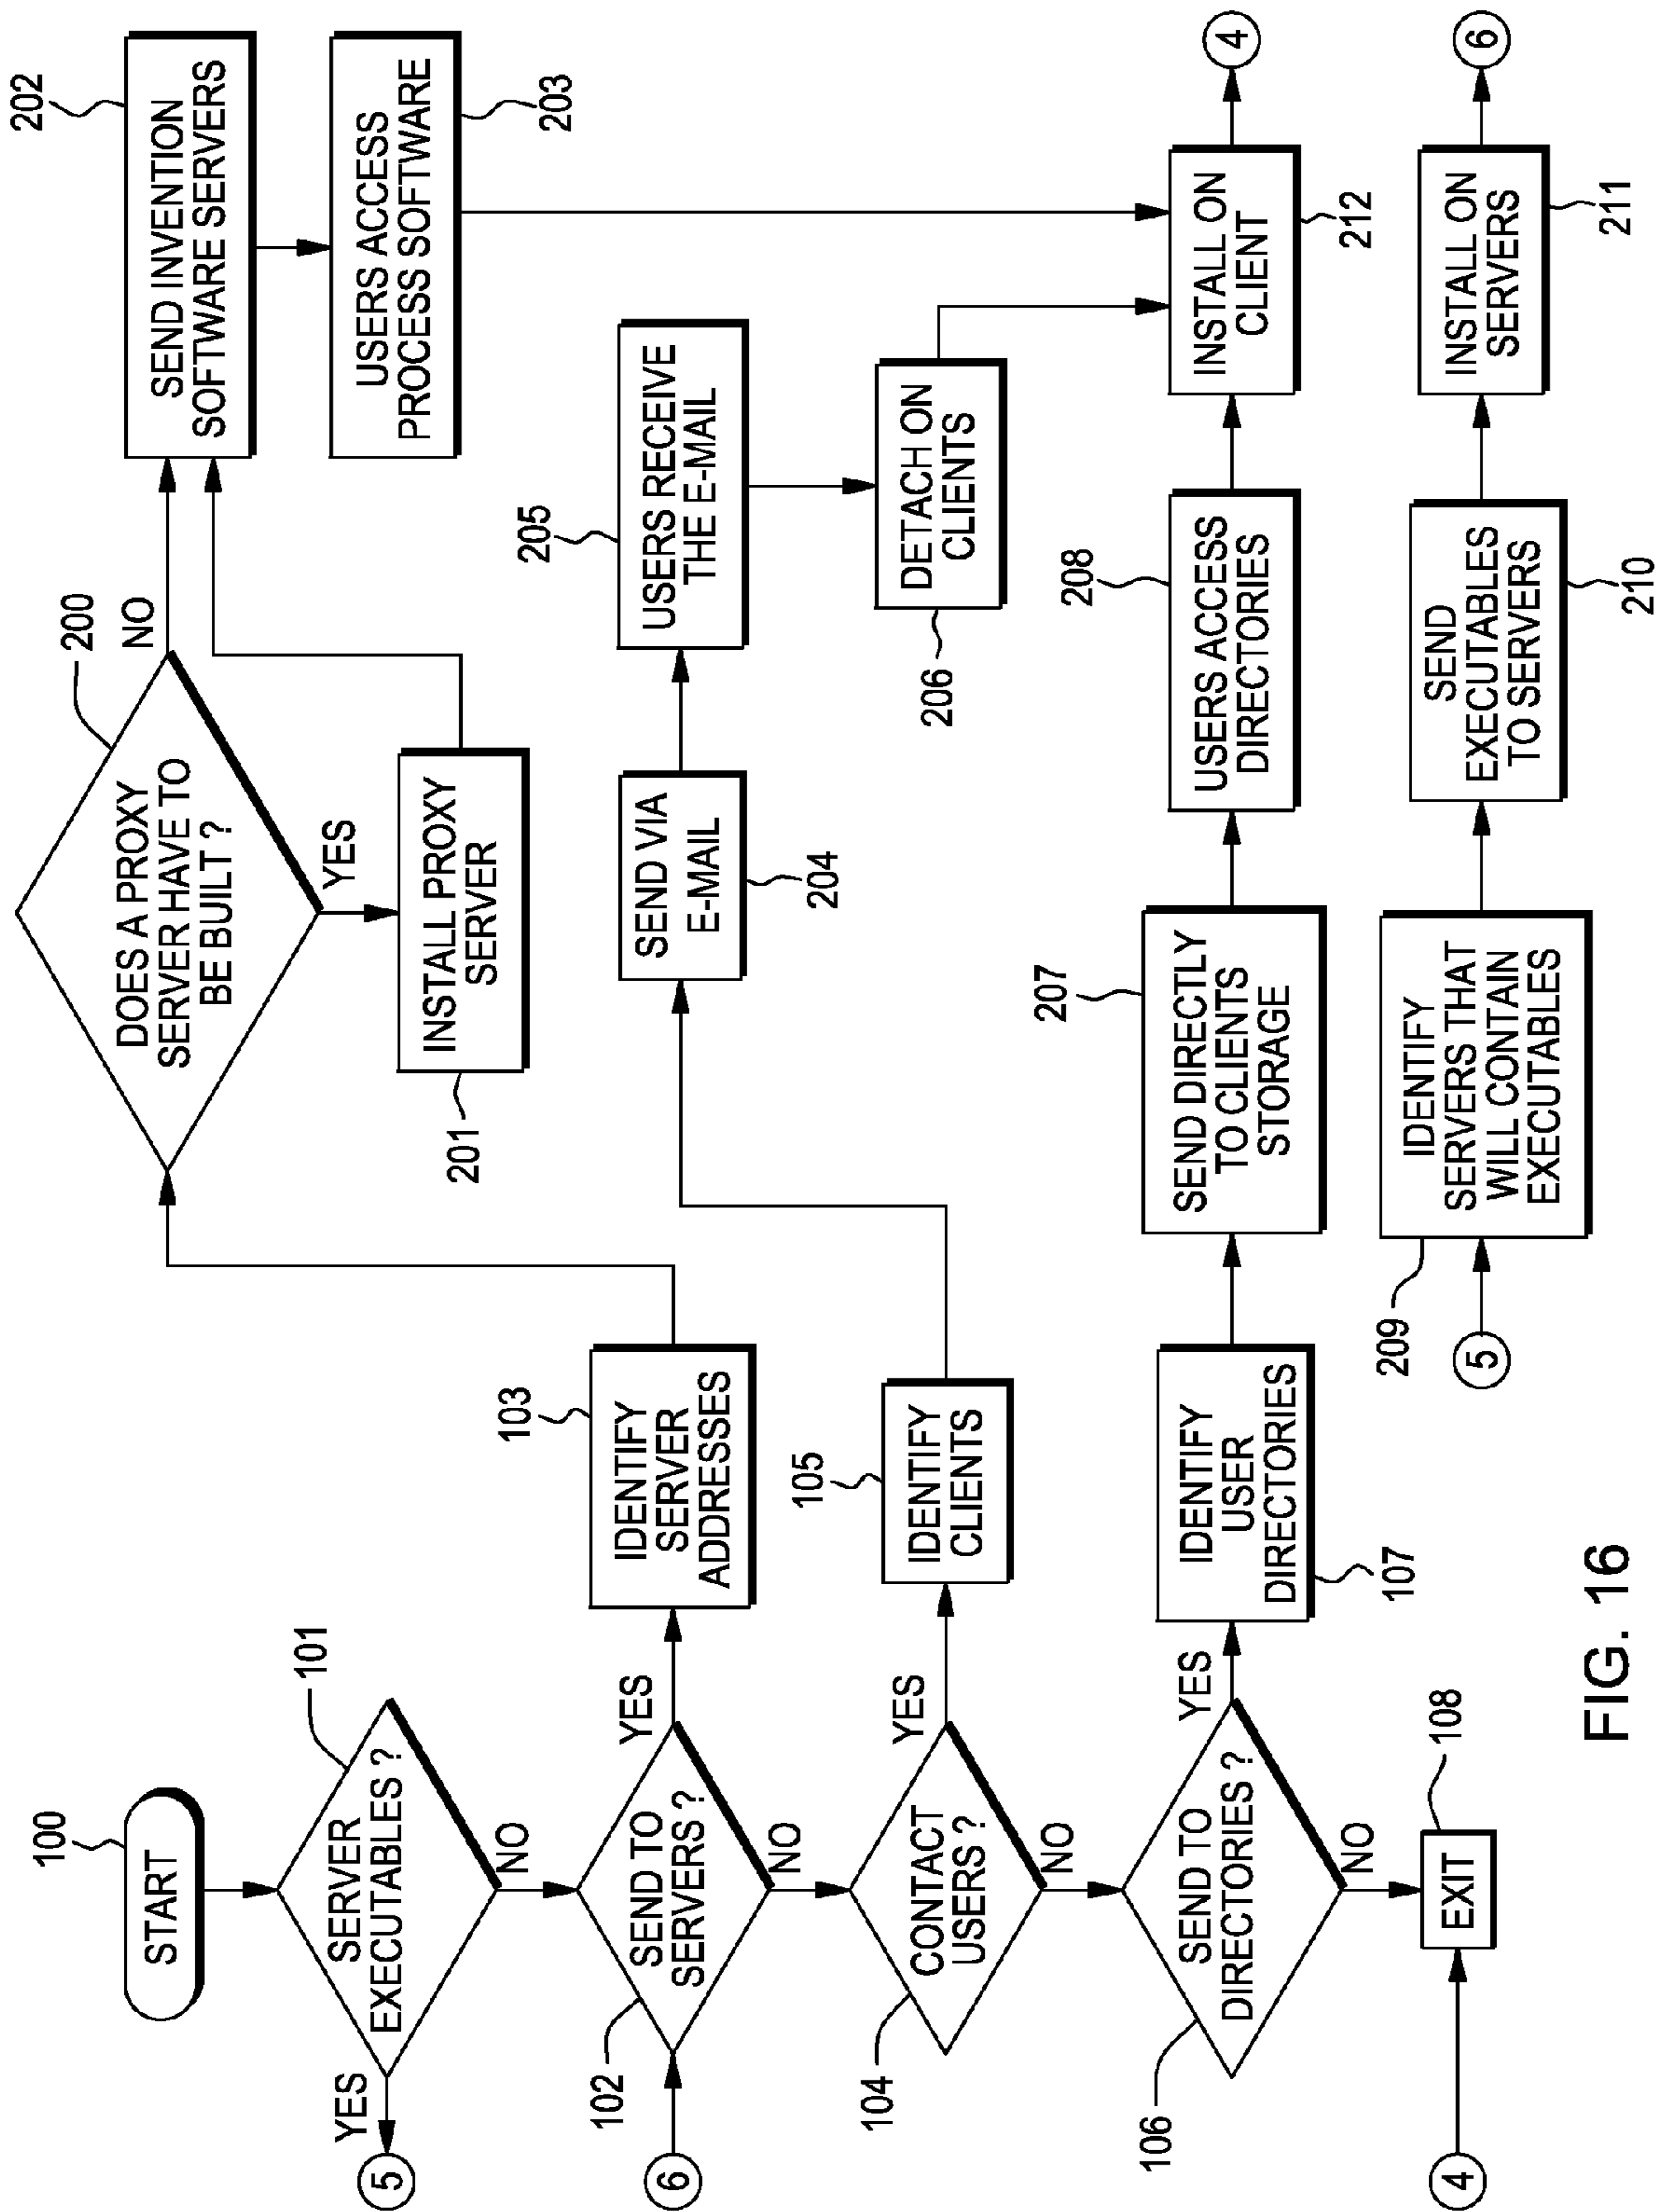 100
START
101
SERVER
EXECUTABLES ?
YES
5
NO
102
SEND TO
SERVERS ?
6
YES
NO
103
IDENTIFY
SERVER
ADDRESSES
104
CONTACT
USERS ?
YES
NO
105
IDENTIFY
CLIENTS
106
SEND TO
DIRECTORIES ?
YES
NO
IDENTIFY
USER
DIRECTORIES
107
108
EXIT
4
200
DOES A PROXY
SERVER HAVE TO
BE BUILT ?
NO
YES
INSTALL PROXY
SERVER
201
202
SEND INVENTION
SOFTWARE SERVERS
USERS ACCESS
PROCESS SOFTWARE
203
SEND VIA
E-MAIL
204
205
USERS RECEIVE
THE E-MAIL
DETACH ON
CLIENTS
206
207
SEND DIRECTLY
TO CLIENTS
STORAGE
208
USERS ACCESS
DIRECTORIES
INSTALL ON
CLIENT
212
4
5
209
IDENTIFY
SERVERS THAT
WILL CONTAIN
EXECUTABLES
SEND
EXECUTABLES
TO SERVERS
210
INSTALL ON
SERVERS
211
6
FIG. 16